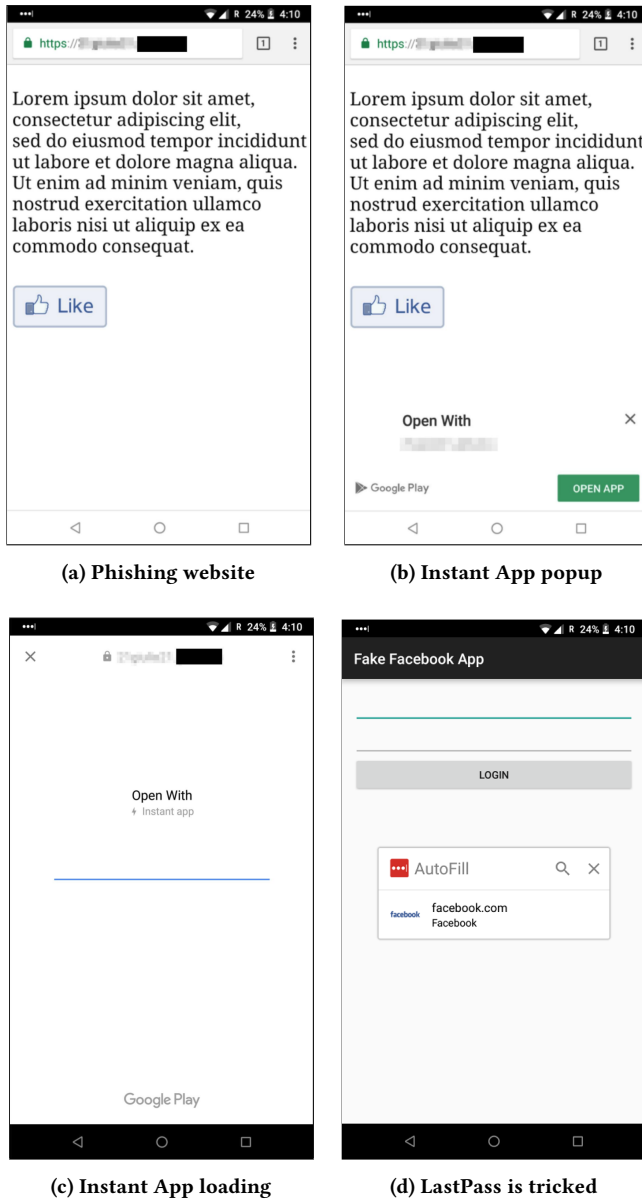 R 24% 4:10
https://
1
Lorem ipsum dolor sit amet,
consectetur adipiscing elit,
sed do eiusmod tempor incididunt
ut labore et dolore magna aliqua.
Ut enim ad minim veniam, quis
nostrud exercitation ullamco
laboris nisi ut aliquip ex ea
commodo consequat.
Like
(a) Phishing website
R 24% 4:10
https://
1
Lorem ipsum dolor sit amet,
consectetur adipiscing elit,
sed do eiusmod tempor incididunt
ut labore et dolore magna aliqua.
Ut enim ad minim veniam, quis
nostrud exercitation ullamco
laboris nisi ut aliquip ex ea
commodo consequat.
Like
Open With
Google Play
OPEN APP
(b) Instant App popup
R 24% 4:10
Open With
Instant app
Google Play
(c) Instant App loading
R 24% 4:10
Fake Facebook App
LOGIN
AutoFill
facebook
facebook.com
Facebook
(d) LastPass is tricked